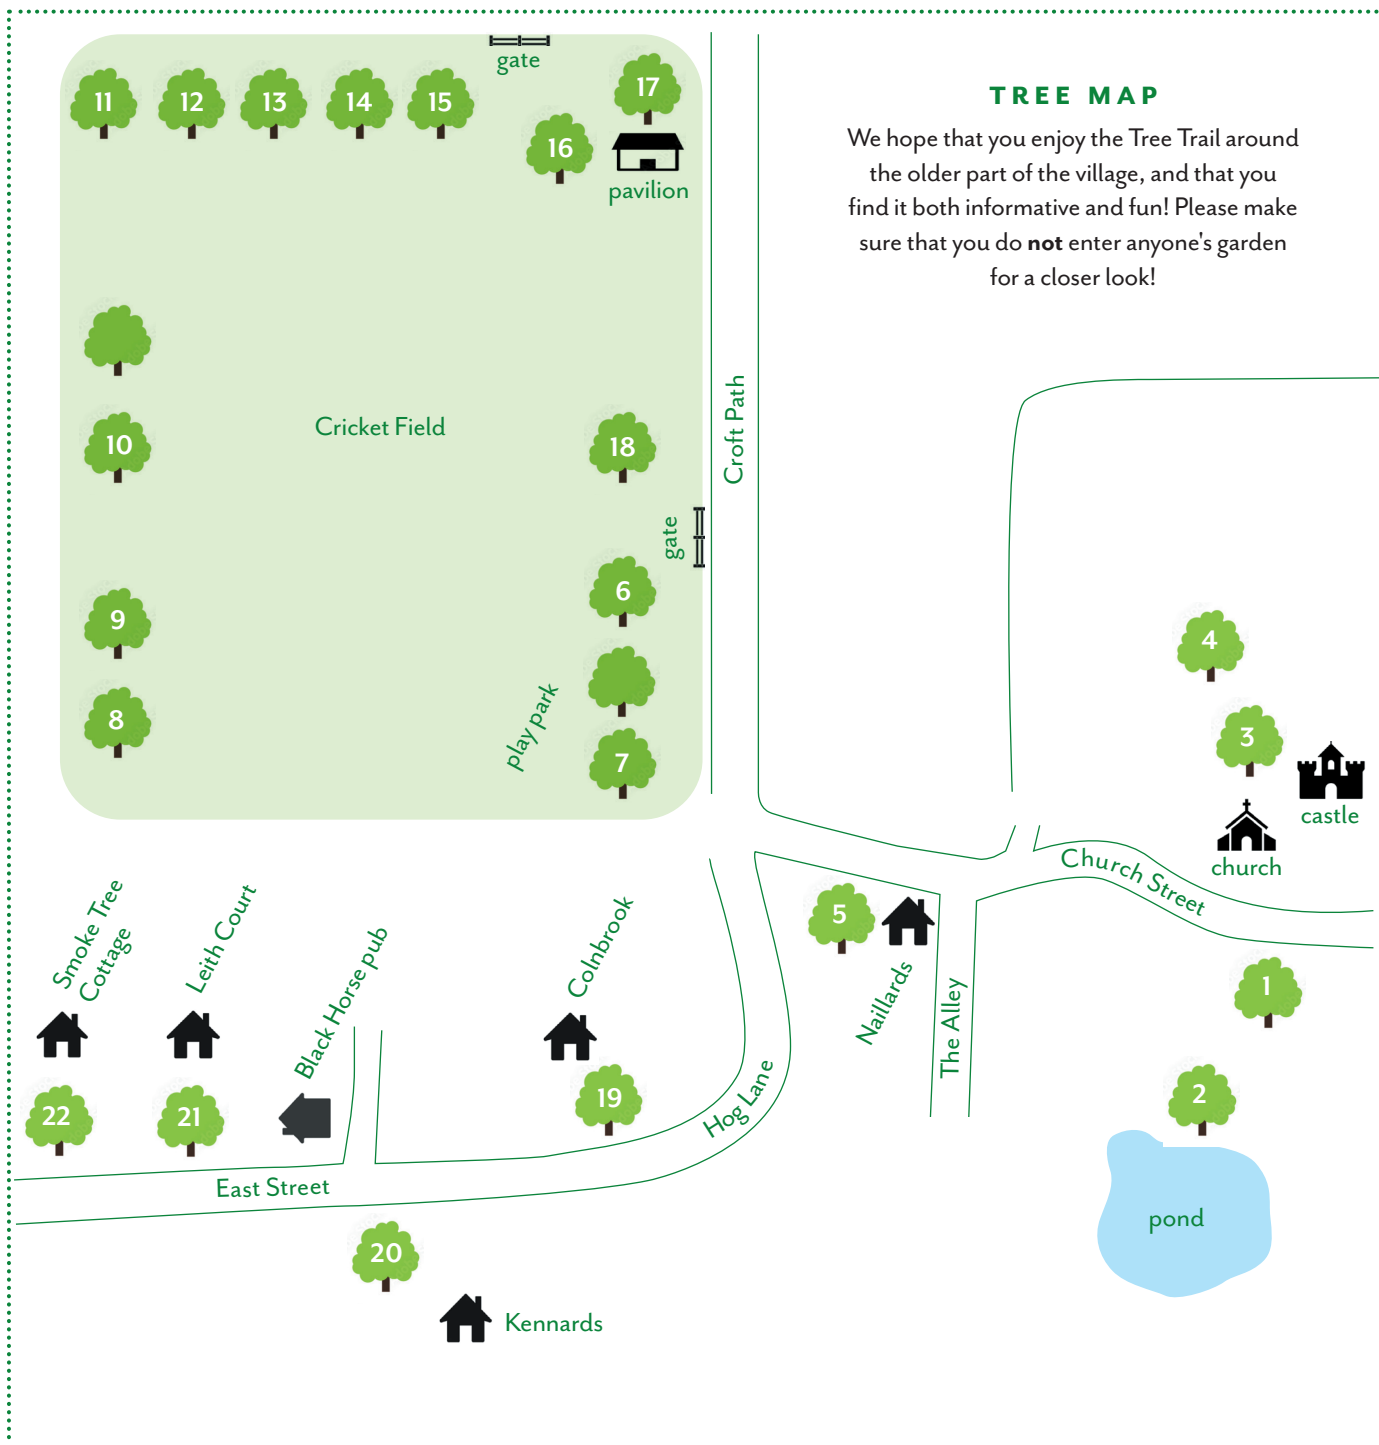 gate
11
12
13
14
15
16
17
pavilion
TREE MAP
We hope that you enjoy the Tree Trail around
the older part of the village, and that you
find it both informative and fun! Please make
sure that you do not enter anyone's garden
for a closer look!
10
Cricket Field
18
Croft Path
gate
9
6
8
play park
7
4
3
castle
church
Church Street
5
Naillards
The Alley
1
2
pond
Smoke Tree
Cottage
Leith Court
Black Horse pub
Colnbrook
Hog Lane
22
21
19
East Street
20
Kennards